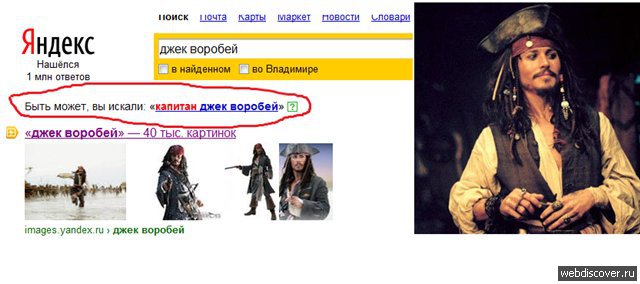 Поиск Почта Карты Маркет Новости Словари
Яндекс
Нашёлся
1 млн ответов
джек воробей
в найденном во Владимире
Быть может, вы искали: «капитан джек воробей» ?
«джек воробей» — 40 тыс. картинок
images.yandex.ru › джек воробей
webdiscover.ru